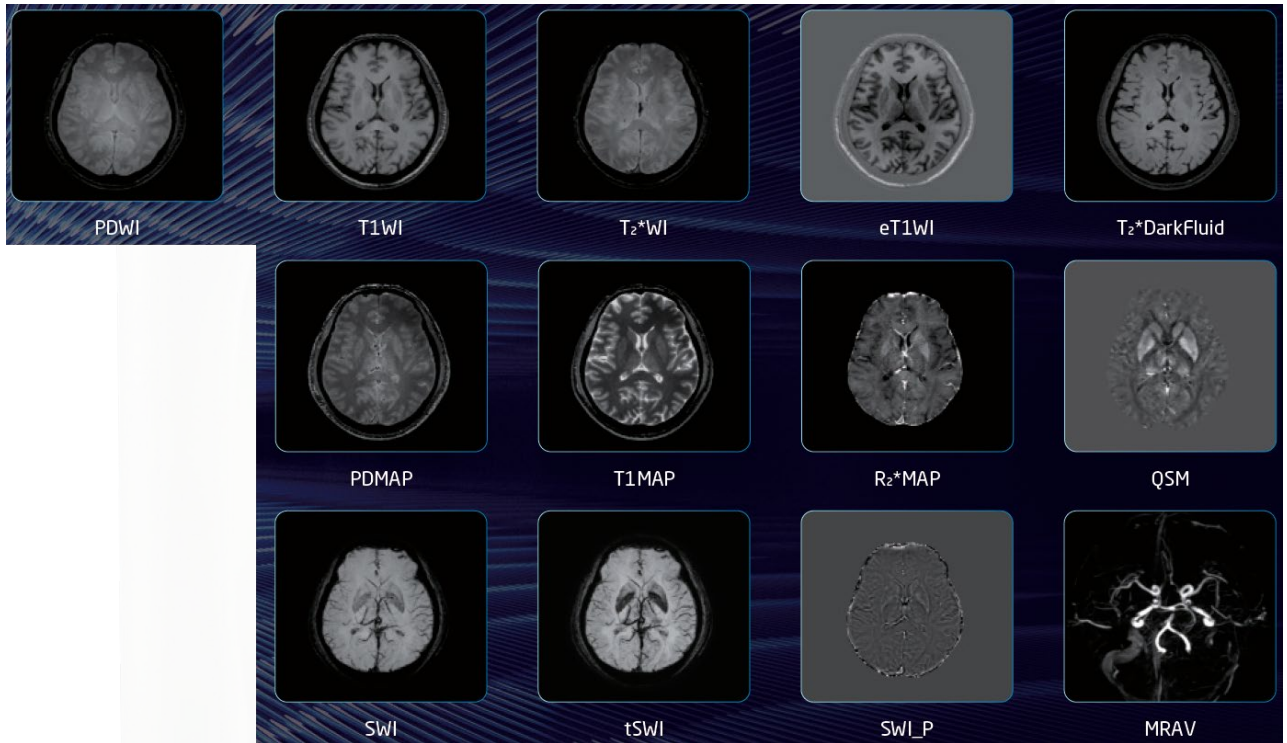 PDWI
T1WI
T₂*WI
eT1WI
T₂*DarkFluid
PDMAP
T1MAP
R₂*MAP
QSM
SWI
tSWI
SWI_P
MRAV